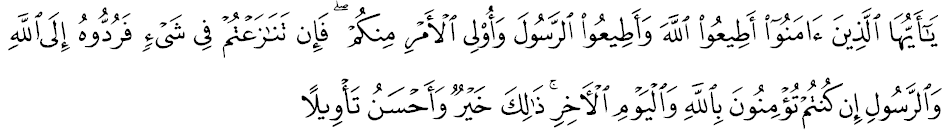 يَـٰٓأَيُّهَا ٱلَّذِينَ ءَامَنُوٓا۟ أَطِيعُوا۟ ٱللَّهَ وَأَطِيعُوا۟ ٱلرَّسُولَ وَأُو۟لِى ٱلْأَمْرِ مِنكُمْ ۖ فَإِن تَنَـٰزَعْتُمْ فِى شَىْءٍ فَرُدُّوهُ إِلَى ٱللَّهِ
وَٱلرَّسُولِ إِن كُنتُمْ تُؤْمِنُونَ بِٱللَّهِ وَٱلْيَوْمِ ٱلْـَٔاخِرِ ۚ ذَٰلِكَ خَيْرٌ وَأَحْسَنُ تَأْوِيلًا